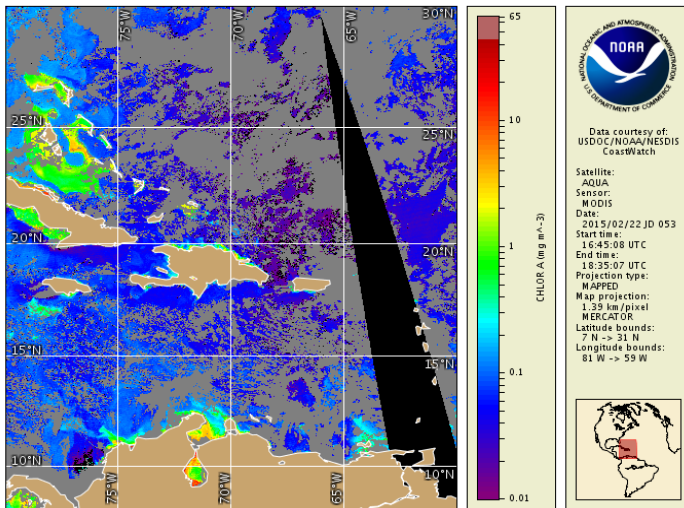 75°W
70°W
65°W
30°N
25°N
25°N
20°N
20°N
15°N
15°N
10°N
10°N
75°W
70°W
65°W
65
10
1
0.1
0.01
CHLOR A (mg m^-3)
NATIONAL OCEANIC AND ATMOSPHERIC ADMINISTRATION
NOAA
U.S. DEPARTMENT OF COMMERCE
Data courtesy of:
USDOC/NOAA/NESDIS
CoastWatch
Satellite:
AQUA
Sensor:
MODIS
Date:
2015/02/22 JD 053
Start time:
16:45:08 UTC
End time:
18:35:07 UTC
Projection type:
MAPPED
Map projection:
1.39 km/pixel
MERCATOR
Latitude bounds:
7 N -> 31 N
Longitude bounds:
81 W -> 59 W